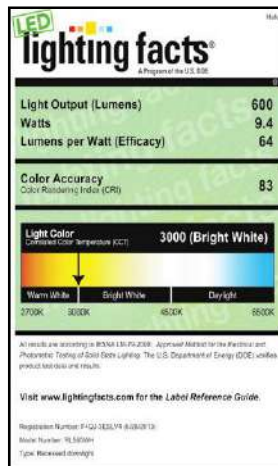 LED
lighting facts®
A Program of the U.S. DOE
Light Output (Lumens) 600
Watts 9.4
Lumens per Watt (Efficacy) 64
Color Accuracy 83
Color Rendering Index (CRI)
Light Color 3000 (Bright White)
Correlated Color Temperature (CCT)
Warm White Bright White Daylight
2700K 3000K 4500K 6500K
All results are according to IESNA LM-79-2008: Approved Method for the Electrical and
Photometric Testing of Solid-State Lighting. The U.S. Department of Energy (DOE) verifies
product test data and results.
Visit www.lightingfacts.com for the Label Reference Guide.
Registration Number:
Model Number:
Type: Recessed downlight